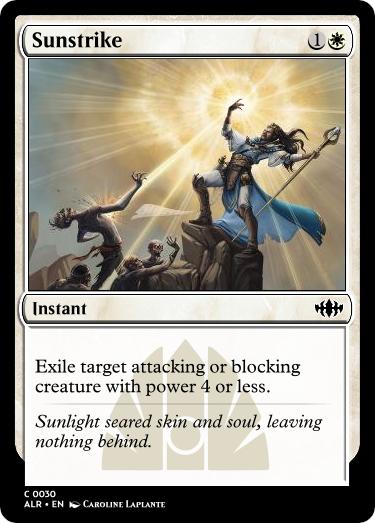 Sunstrike 1
Instant
Exile target attacking or blocking
creature with power 4 or less.
Sunlight seared skin and soul, leaving
nothing behind.
C 0030
ALR • EN Caroline Laplante